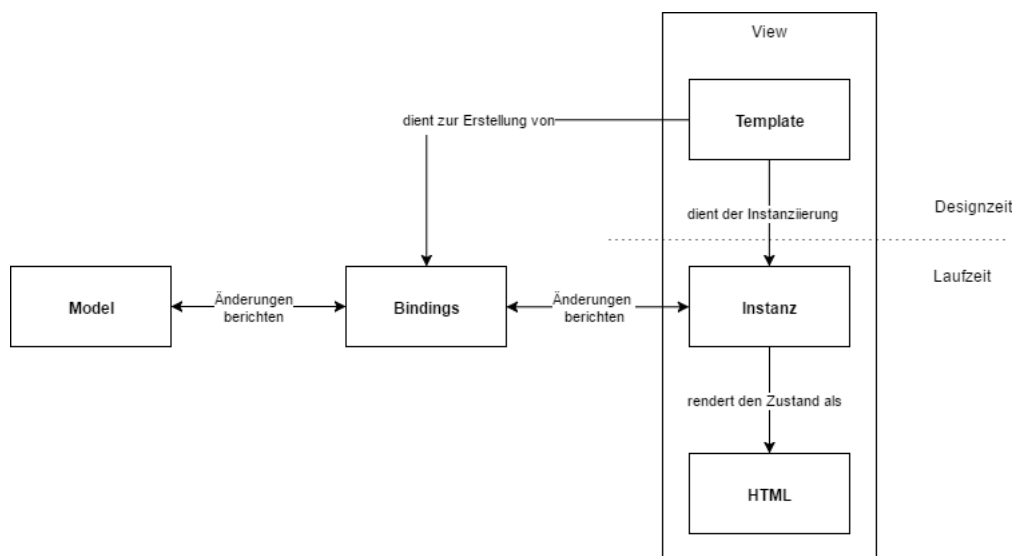 View
Template
dient zur Erstellung von
dient der Instanziierung
Designzeit
Laufzeit
Model
Änderungen
berichten
Bindings
Änderungen
berichten
Instanz
rendert den Zustand als
HTML